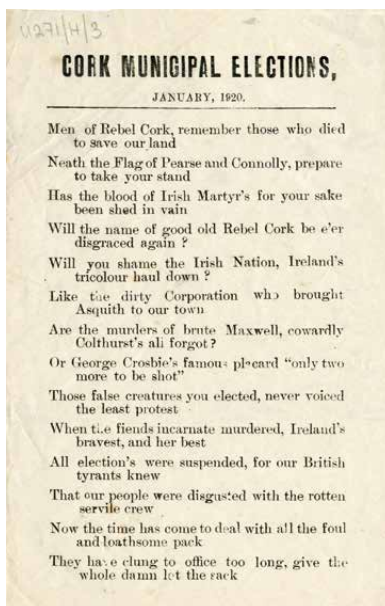 U271/H/3
CORK MUNICIPAL ELECTIONS,
JANUARY, 1920.
Men of Rebel Cork, remember those who died
to save our land
Neath the Flag of Pearse and Connolly, prepare
to take your stand
Has the blood of Irish Martyr's for your sake
been shed in vain
Will the name of good old Rebel Cork be e'er
disgraced again ?
Will you shame the Irish Nation, Ireland's
tricolour haul down ?
Like the dirty Corporation who brought
Asquith to our town
Are the murders of brute Maxwell, cowardly
Colthurst's all forgot ?
Or George Crosbie's famous placard "only two
more to be shot"
Those false creatures you elected, never voiced
the least protest
When the fiends incarnate murdered, Ireland's
bravest, and her best
All election's were suspended, for our British
tyrants knew
That our people were disgusted with the rotten
servile crew
Now the time has come to deal with all the foul
and loathsome pack
They have clung to office too long, give the
whole damn lot the sack